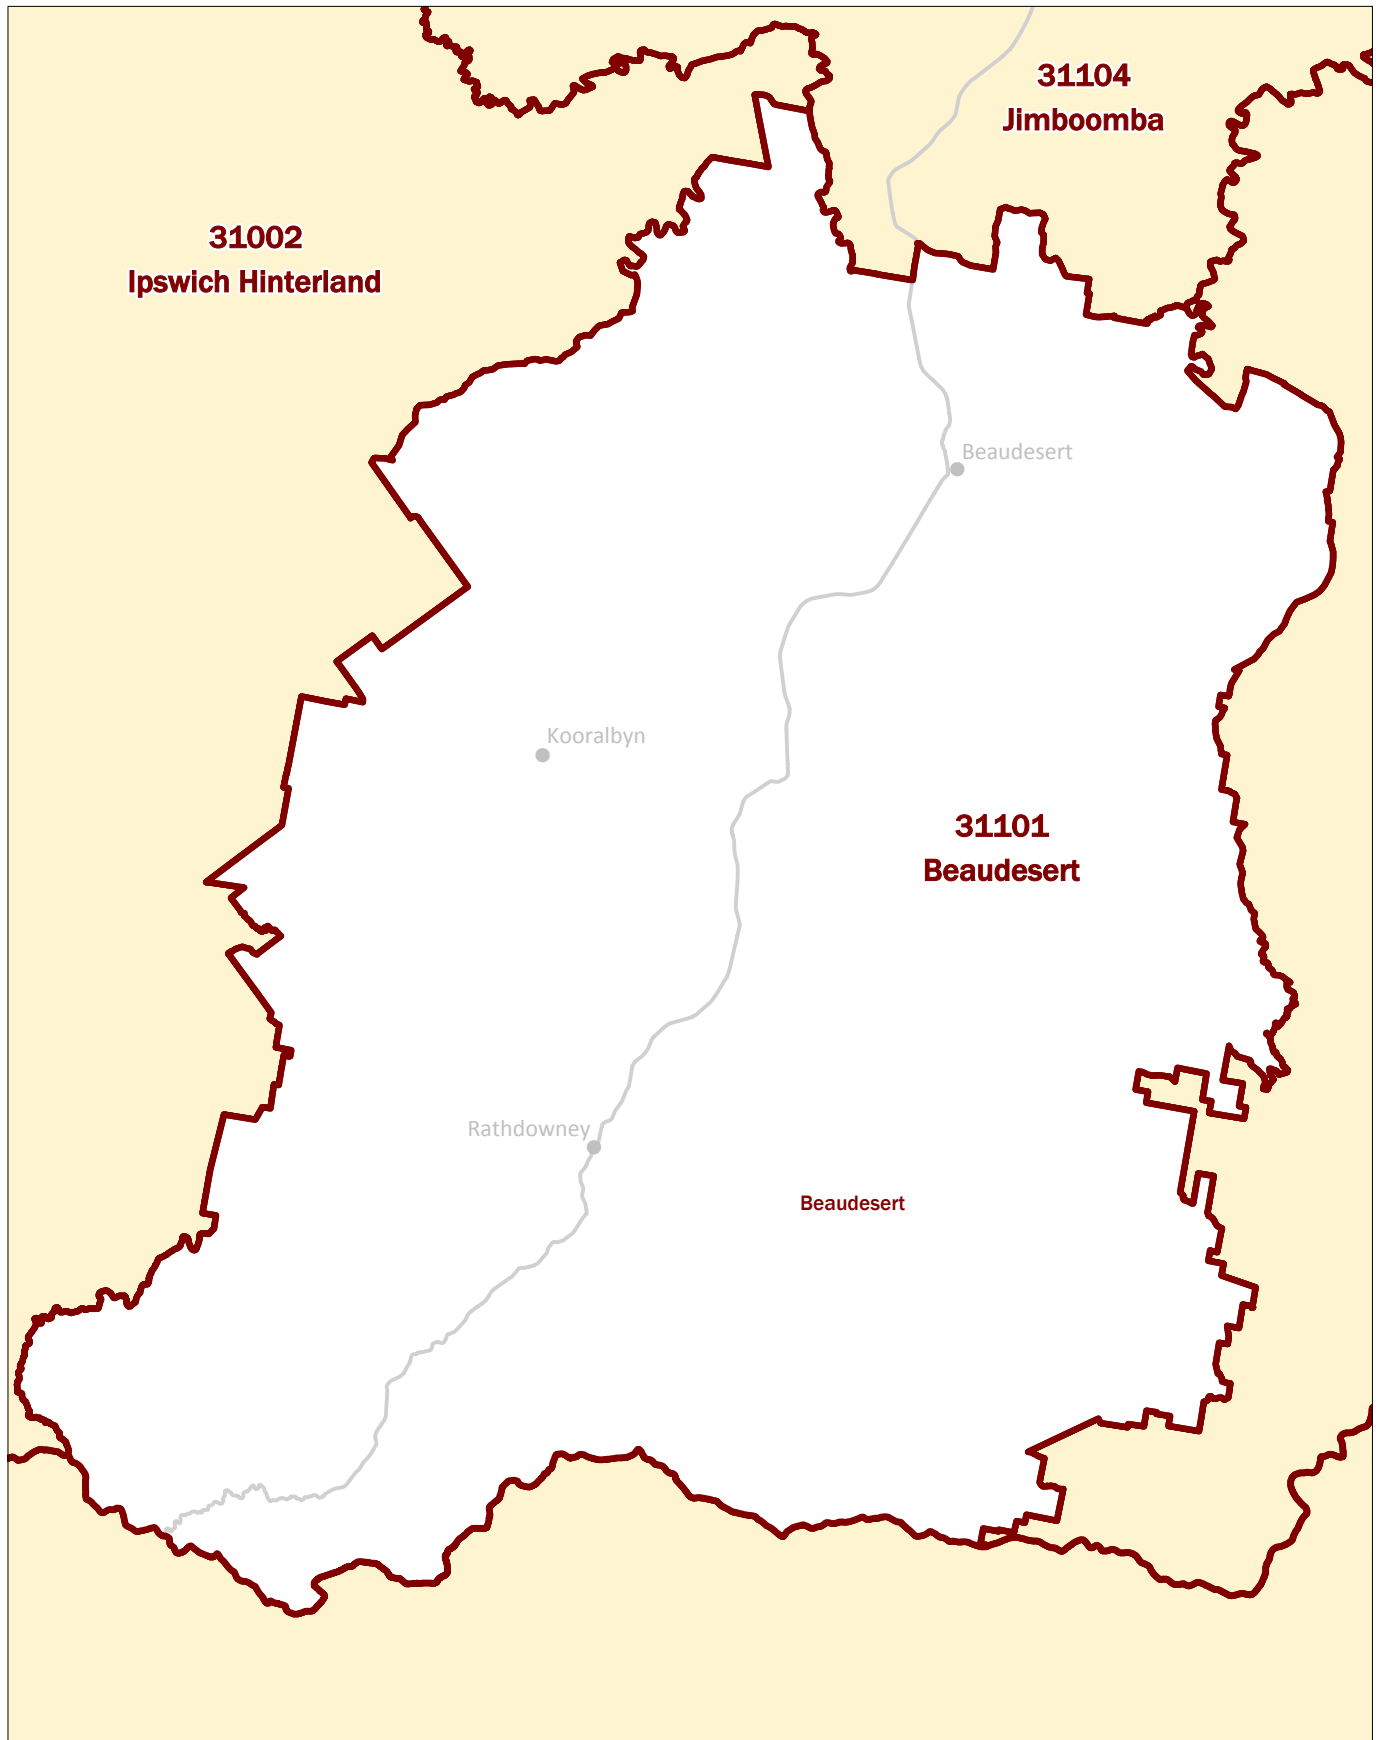 31104
Jimboomba
31002
Ipswich Hinterland
Beaudesert
Kooralbyn
31101
Beaudesert
Rathdowney
Beaudesert